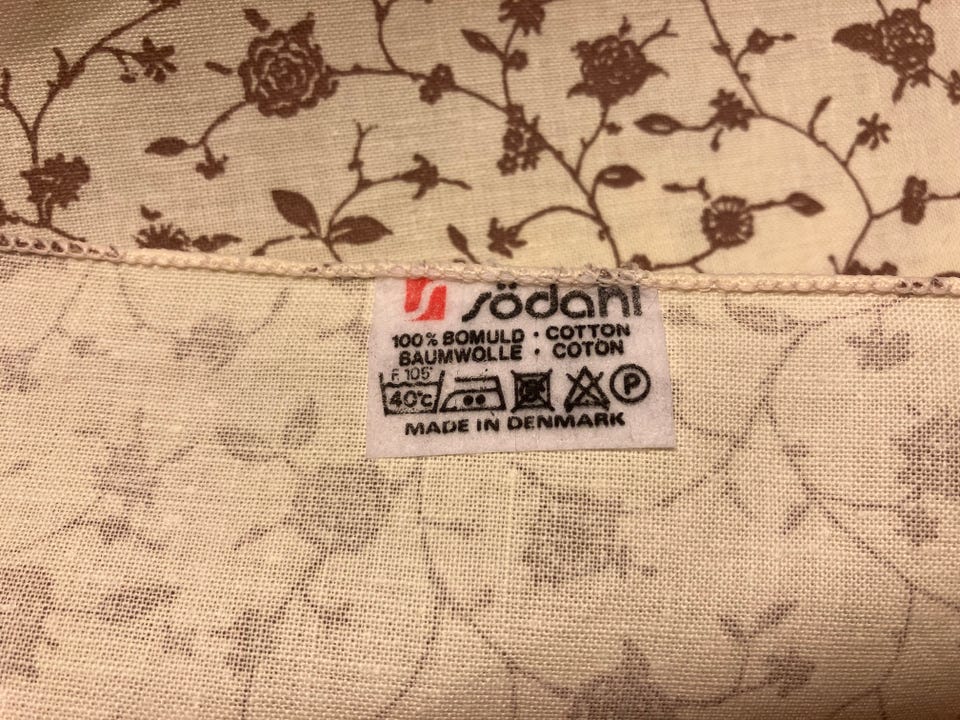 södahl
100% BOMULD · COTTON
BAUMWOLLE · COTON
F 105°
40°C P
MADE IN DENMARK